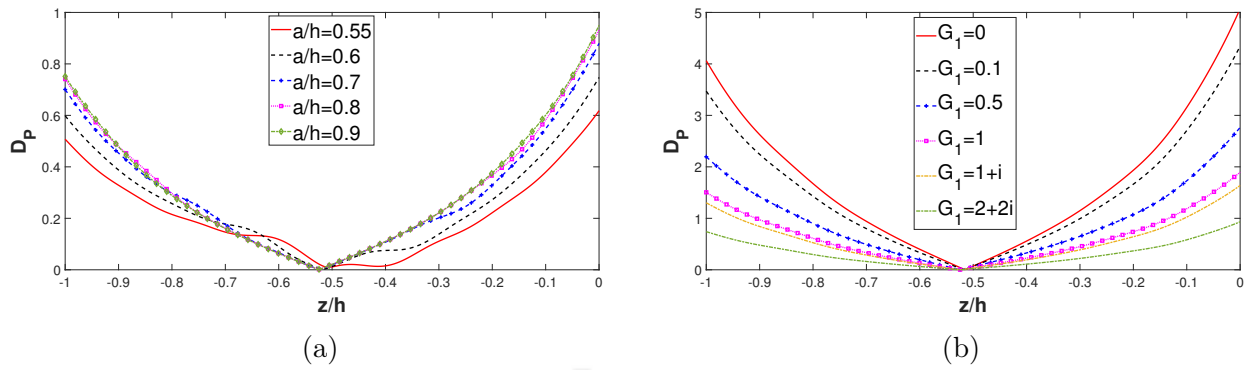 a/h=0.55
a/h=0.6
a/h=0.7
a/h=0.8
a/h=0.9
D_P
1
0.8
0.6
0.4
0.2
0
-1 -0.9 -0.8 -0.7 -0.6 -0.5 -0.4 -0.3 -0.2 -0.1 0
z/h
(a)
G_1=0
G_1=0.1
G_1=0.5
G_1=1
G_1=1+i
G_1=2+2i
D_P
5
4
3
2
1
0
-1 -0.9 -0.8 -0.7 -0.6 -0.5 -0.4 -0.3 -0.2 -0.1 0
z/h
(b)